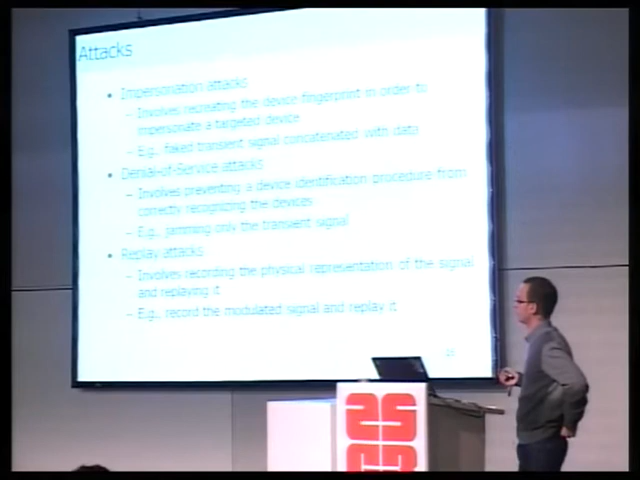 Attacks
• Impersonation attacks
– Involves recreating the device fingerprint in order to
impersonate a targeted device
– E.g., faked transient signal concatenated with data
• Denial-of-Service attacks
– Involves preventing a device identification procedure from
correctly recognizing the devices
– E.g., jamming only the transient signal
• Replay attacks
– Involves recording the physical representation of the signal
and replaying it
– E.g., record the modulated signal and replay it
25
C3